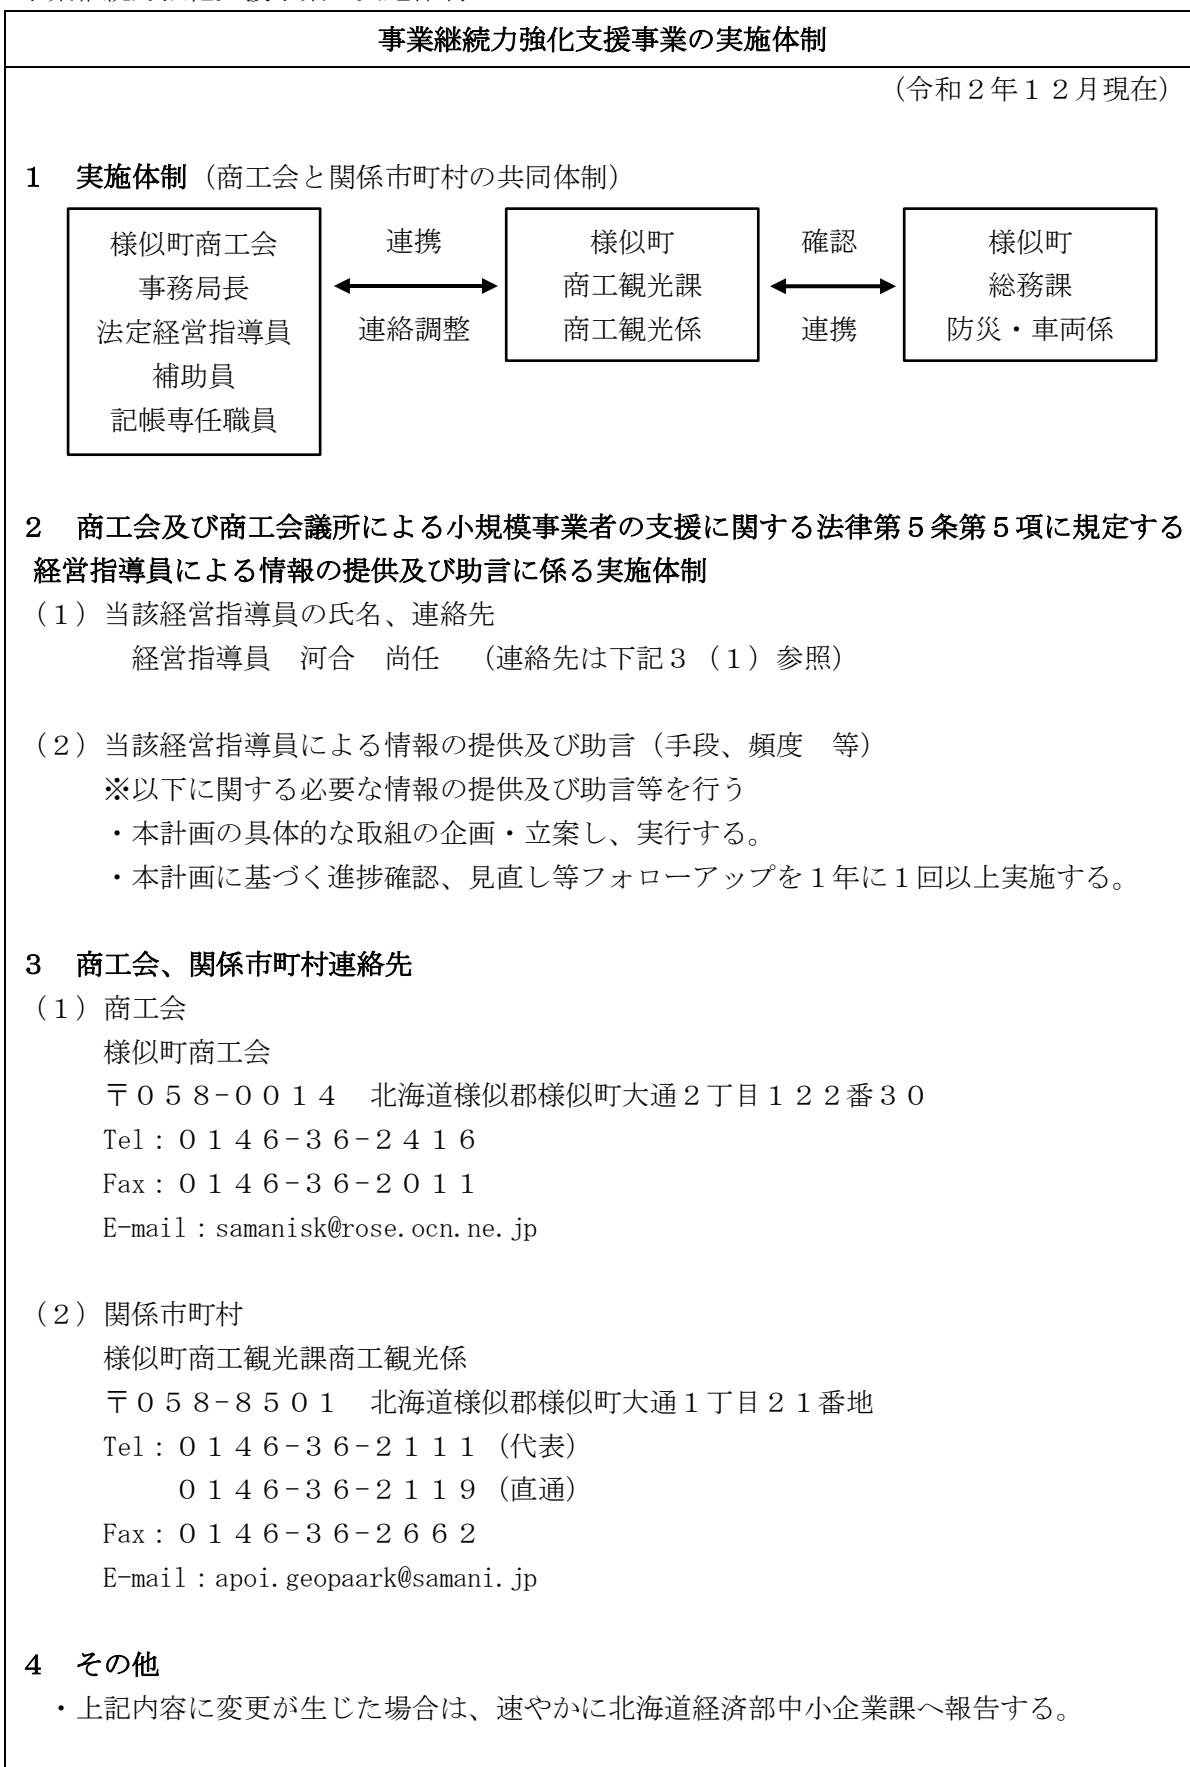 事業継続力強化支援事業の実施体制
（令和２年１２月現在）
１　実施体制（商工会と関係市町村の共同体制）
様似町商工会
事務局長
法定経営指導員
補助員
記帳専任職員
連携
連絡調整
様似町
商工観光課
商工観光係
確認
連携
様似町
総務課
防災・車両係
２　商工会及び商工会議所による小規模事業者の支援に関する法律第５条第５項に規定する
経営指導員による情報の提供及び助言に係る実施体制
（１）当該経営指導員の氏名、連絡先
経営指導員　河合　尚任　（連絡先は下記３（１）参照）
（２）当該経営指導員による情報の提供及び助言（手段、頻度　等）
※以下に関する必要な情報の提供及び助言等を行う
・本計画の具体的な取組の企画・立案し、実行する。
・本計画に基づく進捗確認、見直し等フォローアップを１年に１回以上実施する。
３　商工会、関係市町村連絡先
（１）商工会
様似町商工会
〒０５８-００１４　北海道様似郡様似町大通２丁目１２２番３０
Tel：０１４６-３６-２４１６
Fax：０１４６-３６-２０１１
E-mail：samanisk@rose.ocn.ne.jp
（２）関係市町村
様似町商工観光課商工観光係
〒０５８-８５０１　北海道様似郡様似町大通１丁目２１番地
Tel：０１４６-３６-２１１１（代表）
０１４６-３６-２１１９（直通）
Fax：０１４６-３６-２６６２
E-mail：apoi.geopaark@samani.jp
４　その他
・上記内容に変更が生じた場合は、速やかに北海道経済部中小企業課へ報告する。